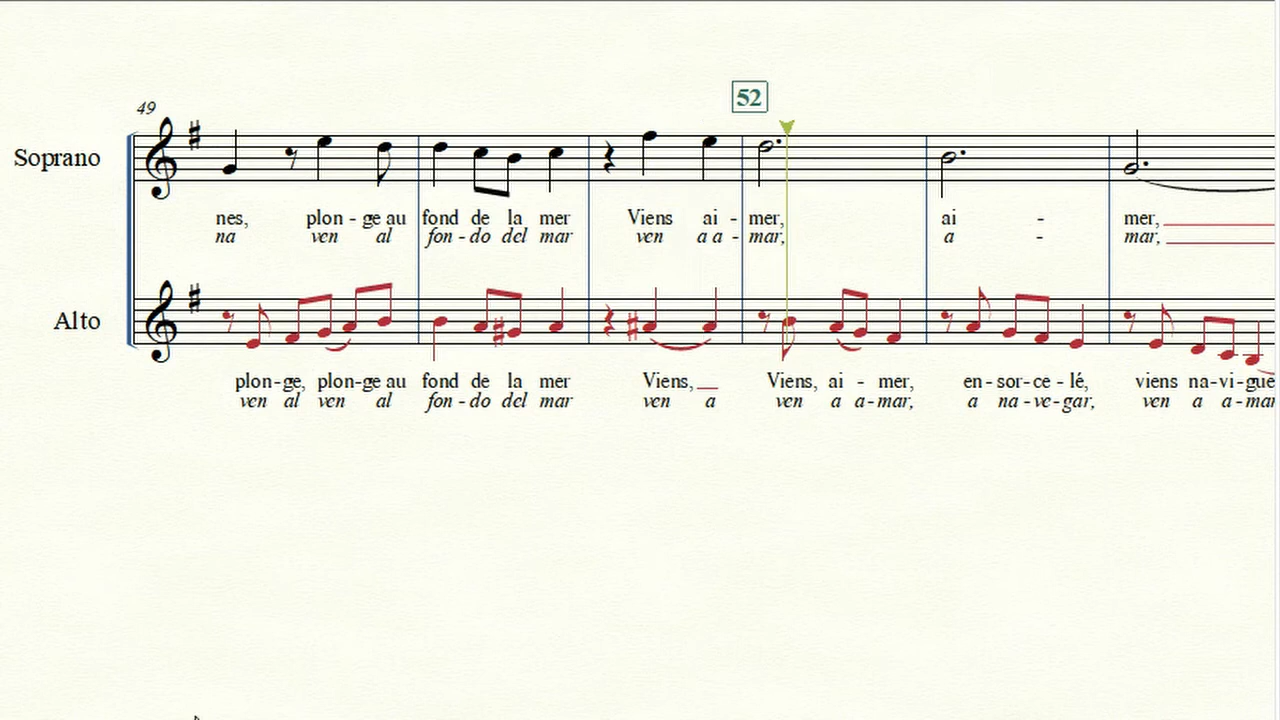 52
49
Soprano
nes, plon - ge au fond de la mer Viens ai - mer, ai - mer,
na ven al fon - do del mar ven a a - mar, a - mar,
Alto
plon - ge, plon - ge au fond de la mer Viens, Viens, ai - mer, en - sor - ce - lé, viens na - vi - gue
ven al ven al fon - do del mar ven a ven a a - mar, a na - ve - gar, ven a a - mar